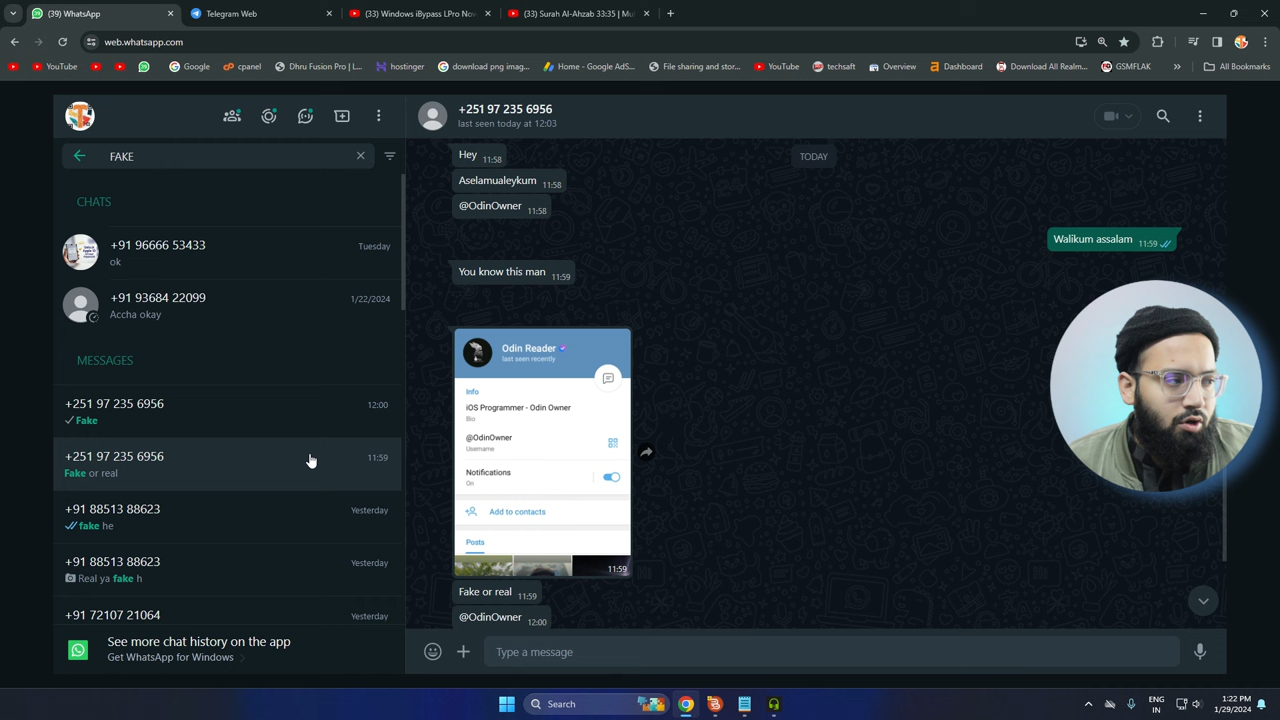 (39) WhatsApp
Telegram Web
(33) Windows iBypass LPro Nov
(33) Surah Al-Ahzab 33:35 | Mul
web.whatsapp.com
YouTube
Google
cpanel
Dhru Fusion Pro | L...
hostinger
download png imag...
Home - Google AdS...
File sharing and stor...
YouTube
techsaft
Overview
Dashboard
Download All Realm...
GSMFLAK
All Bookmarks
FAKE
CHATS
+91 96666 53433
Tuesday
ok
+91 93684 22099
1/22/2024
Accha okay
MESSAGES
+251 97 235 6956
12:00
Fake
+251 97 235 6956
11:59
Fake or real
+91 88513 88623
Yesterday
fake he
+91 88513 88623
Yesterday
Real ya fake h
+91 72107 21064
Yesterday
See more chat history on the app
Get WhatsApp for Windows
+251 97 235 6956
last seen today at 12:03
TODAY
Hey 11:58
Aselamualeykum 11:58
@OdinOwner 11:58
Walikum assalam 11:59
You know this man 11:59
Odin Reader
last seen recently
Info
iOS Programmer - Odin Owner
Bio
@OdinOwner
Username
Notifications
On
Add to contacts
Posts
11:59
Fake or real 11:59
@OdinOwner 12:00
Type a message
Search
ENG
IN
1:22 PM
1/29/2024